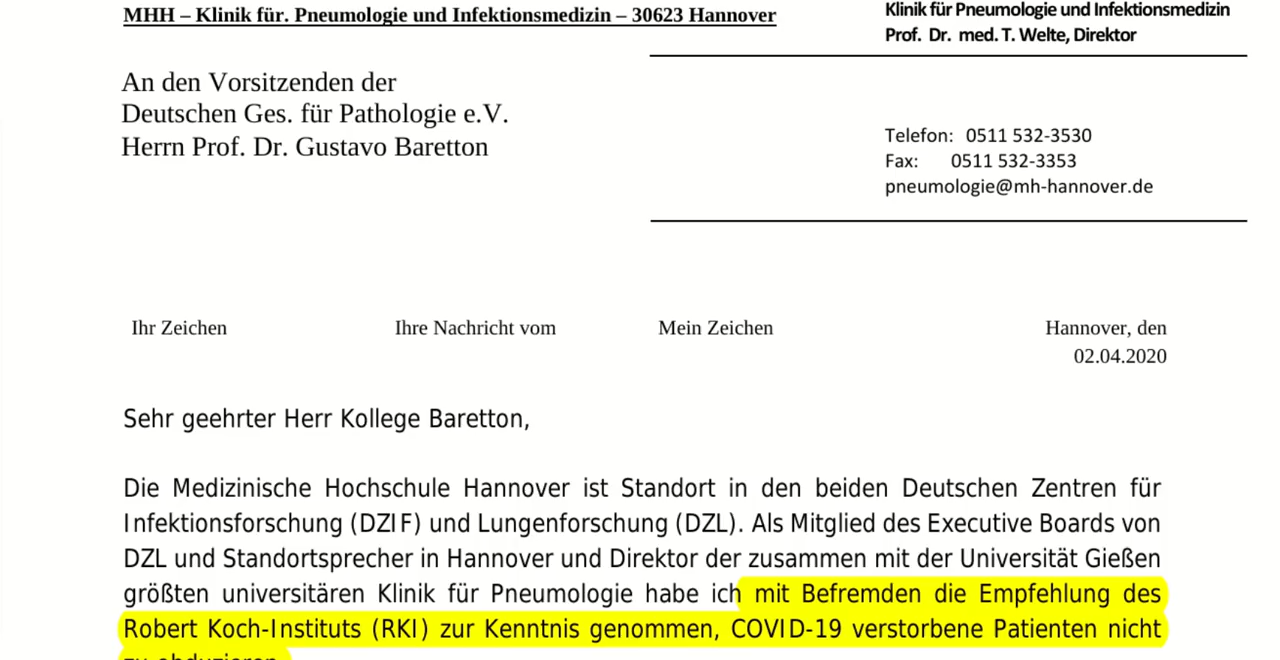 MHH – Klinik für. Pneumologie und Infektionsmedizin – 30623 Hannover
Klinik für Pneumologie und Infektionsmedizin
Prof. Dr. med. T. Welte, Direktor
An den Vorsitzenden der
Deutschen Ges. für Pathologie e.V.
Herrn Prof. Dr. Gustavo Baretton
Telefon: 0511 532-3530
Fax: 0511 532-3353
pneumologie@mh-hannover.de
Ihr Zeichen Ihre Nachricht vom Mein Zeichen Hannover, den
02.04.2020
Sehr geehrter Herr Kollege Baretton,
Die Medizinische Hochschule Hannover ist Standort in den beiden Deutschen Zentren für
Infektionsforschung (DZIF) und Lungenforschung (DZL). Als Mitglied des Executive Boards von
DZL und Standortsprecher in Hannover und Direktor der zusammen mit der Universität Gießen
größten universitären Klinik für Pneumologie habe ich mit Befremden die Empfehlung des
Robert Koch-Instituts (RKI) zur Kenntnis genommen, COVID-19 verstorbene Patienten nicht
zu obduzieren